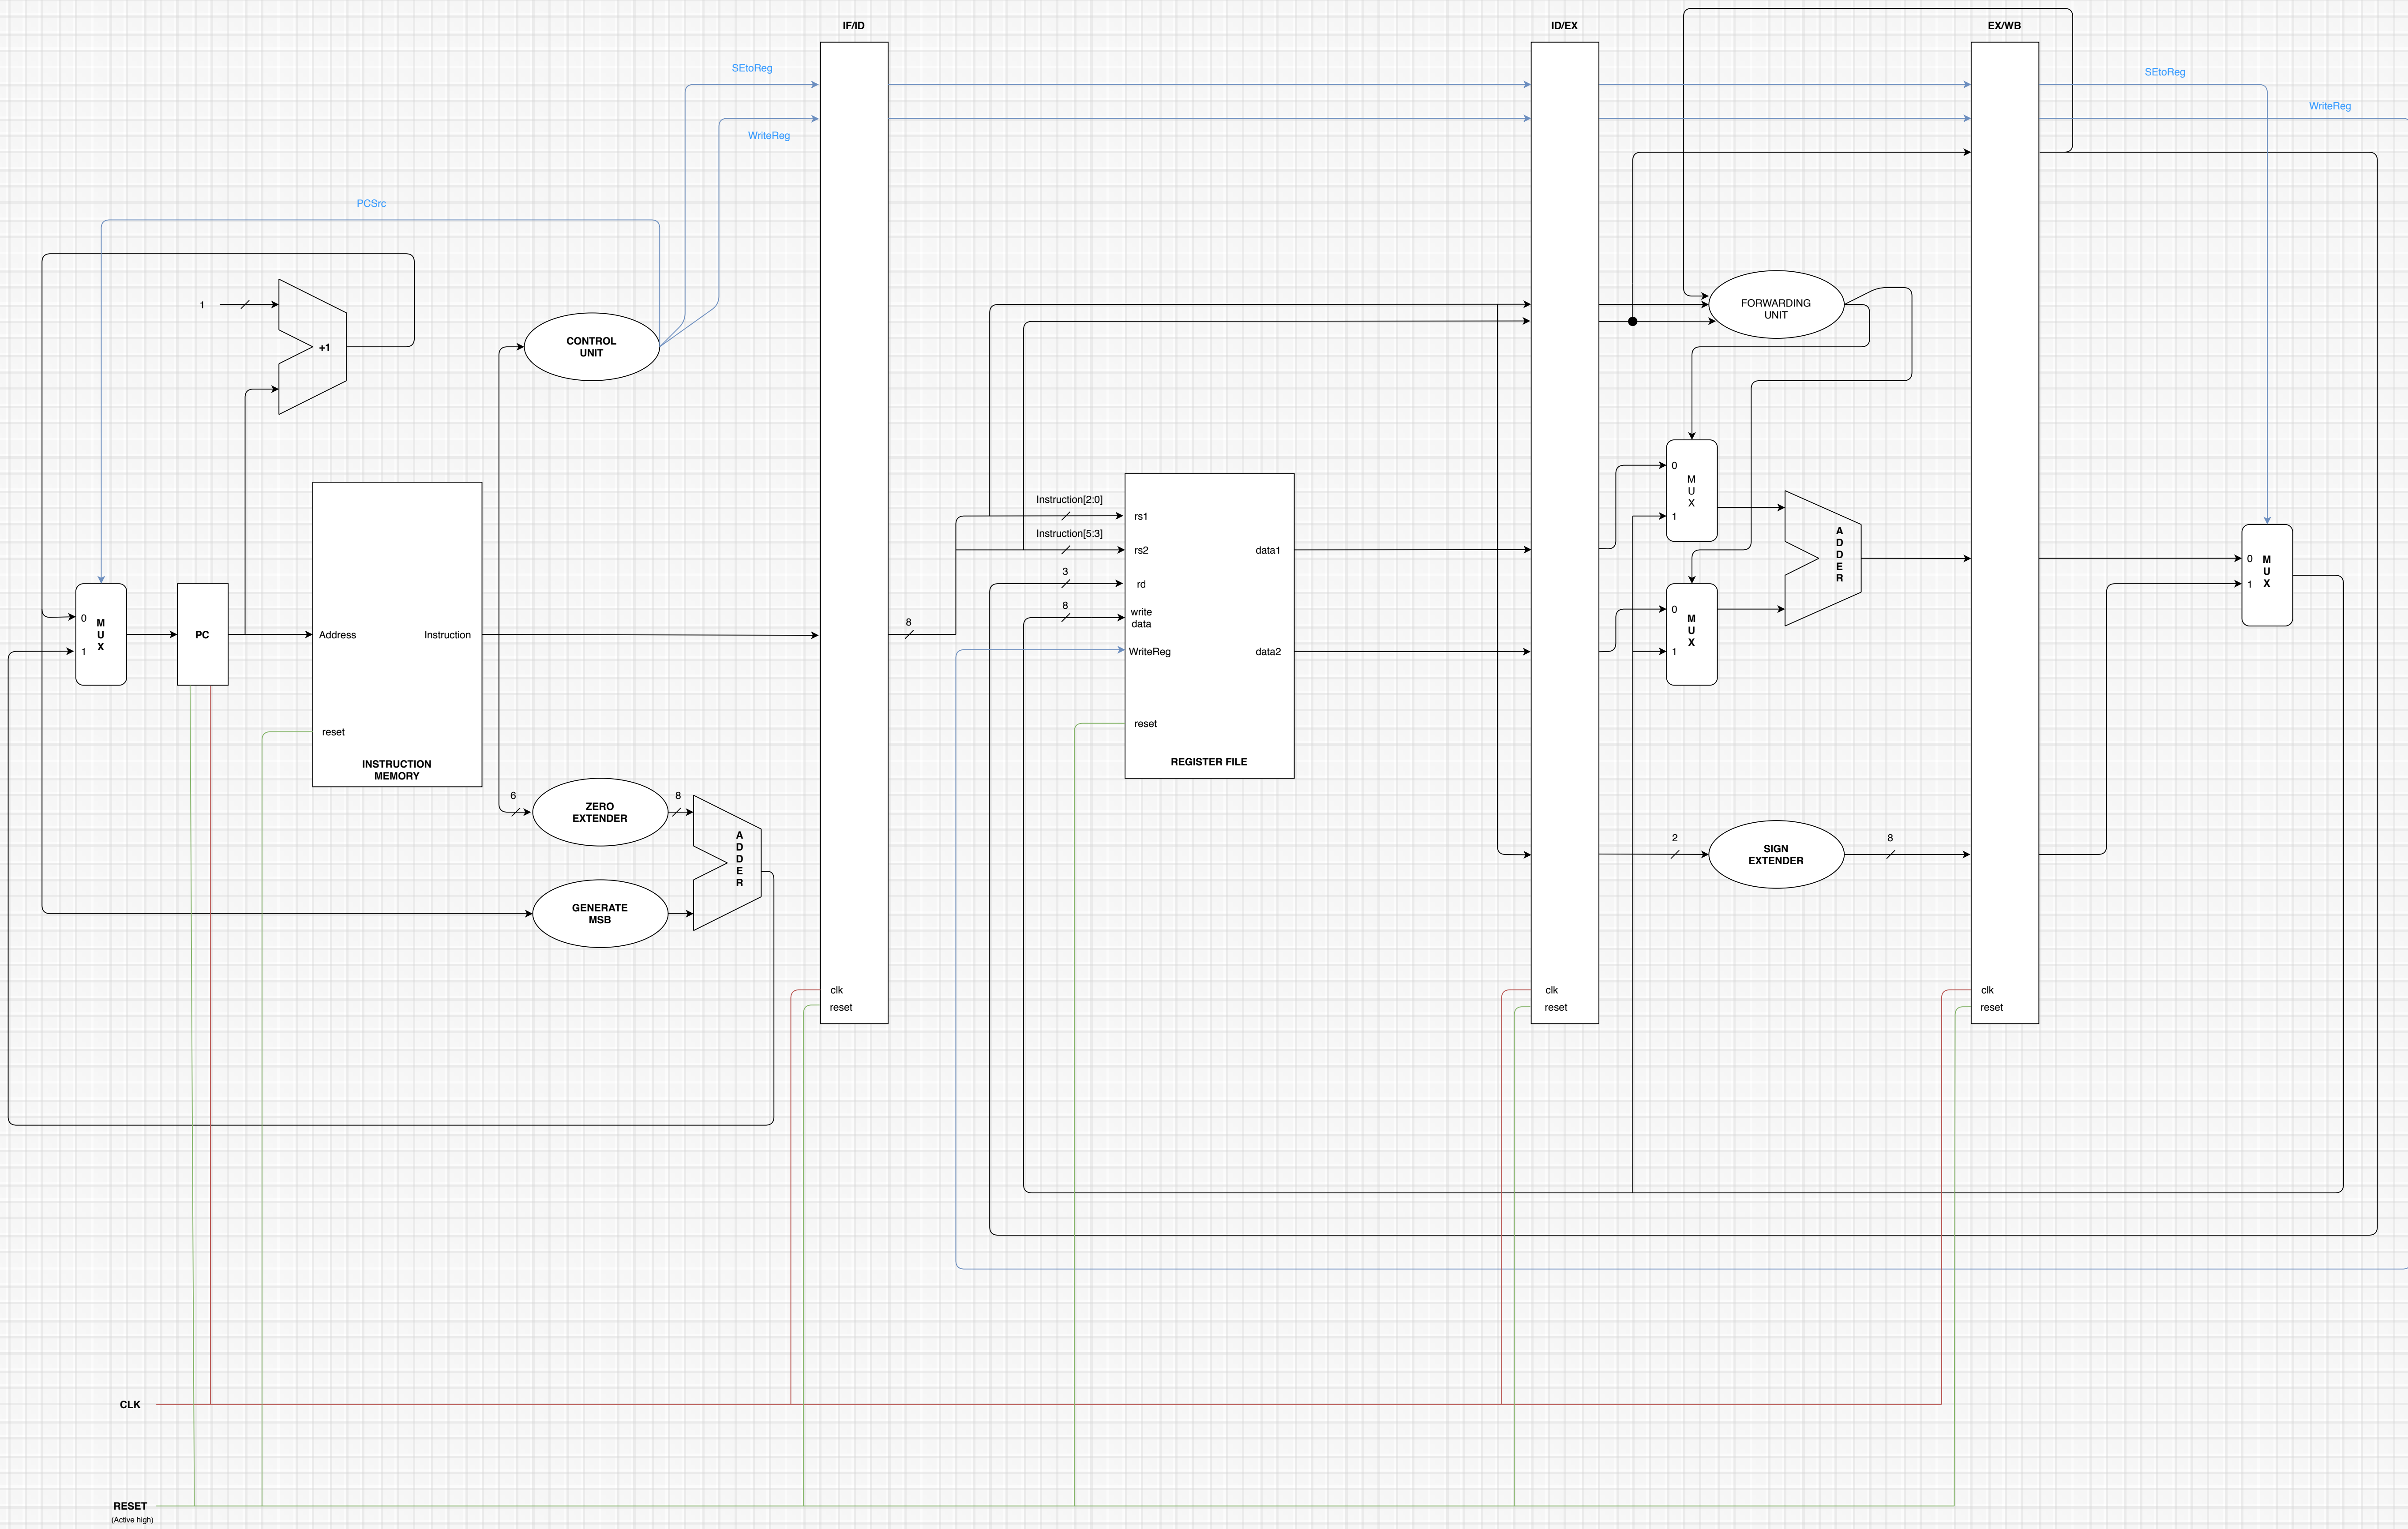 IF/ID
ID/EX
EX/WB
SEtoReg
SEtoReg
WriteReg
WriteReg
PCSrc
1
+1
CONTROL
UNIT
FORWARDING
UNIT
0
M
U
X
1
Instruction[2:0]
rs1
Instruction[5:3]
rs2
data1
3
rd
8
write
data
WriteReg
data2
reset
REGISTER FILE
A
D
D
E
R
0
M
U
X
1
0
M
U
X
1
0
M
U
X
1
PC
Address
Instruction
reset
INSTRUCTION
MEMORY
8
6
ZERO
EXTENDER
8
A
D
D
E
R
GENERATE
MSB
2
SIGN
EXTENDER
8
clk
reset
clk
reset
clk
reset
CLK
RESET
(Active high)